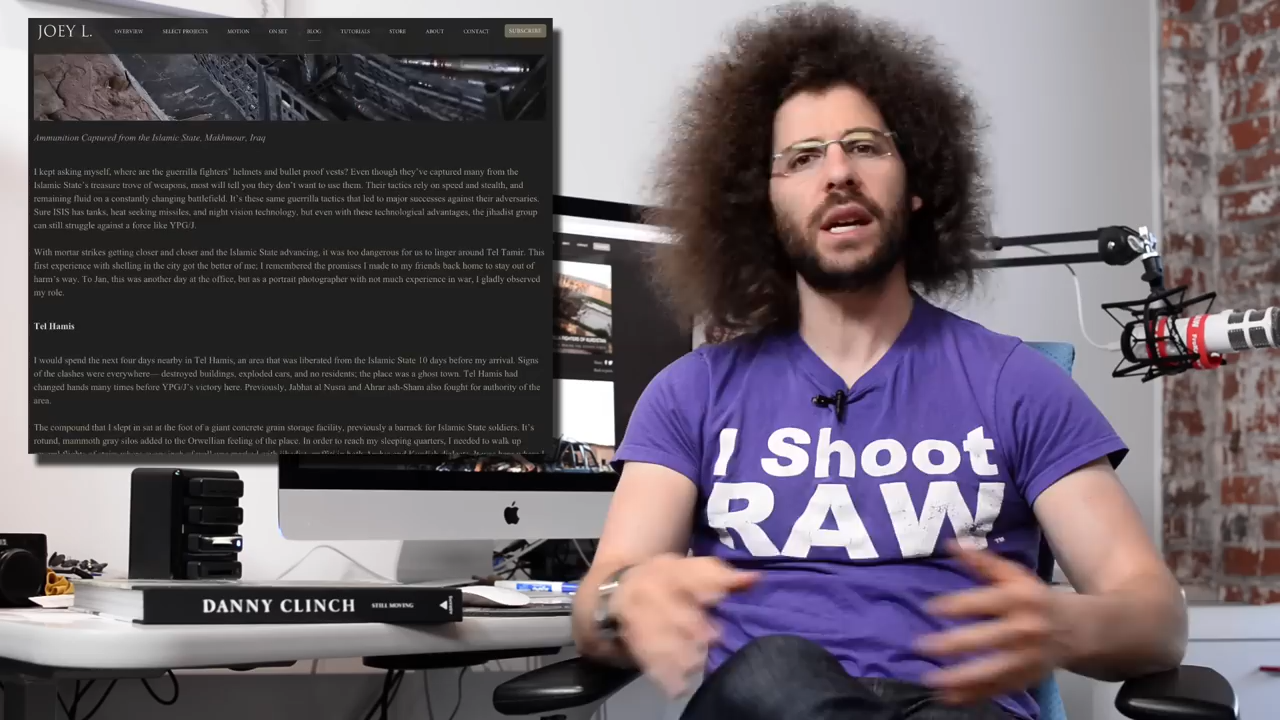 JOEY L.
OVERVIEW SELECT PROJECTS MOTION ON SET BLOG TUTORIALS STORE ABOUT CONTACT SUBSCRIBE
Ammunition Captured from the Islamic State, Makhmour, Iraq
I kept asking myself, where are the guerrilla fighters' helmets and bullet proof vests? Even though they've captured many from the
Islamic State's treasure trove of weapons, most will tell you they don't want to use them. Their tactics rely on speed and stealth, and
remaining fluid on a constantly changing battlefield. It's these same guerrilla tactics that led to major successes against their adversaries.
Sure ISIS has tanks, heat seeking missiles, and night vision technology, but even with these technological advantages, the jihadist group
can still struggle against a force like YPG/J.
With mortar strikes getting closer and closer and the Islamic State advancing, it was too dangerous for us to linger around Tel Tamir. This
first experience with shelling in the city got the better of me; I remembered the promises I made to my friends back home to stay out of
harm's way. To Jan, this was another day at the office, but as a portrait photographer with not much experience in war, I gladly observed
my role.
Tel Hamis
I would spend the next four days nearby in Tel Hamis, an area that was liberated from the Islamic State 10 days before my arrival. Signs
of the clashes were everywhere— destroyed buildings, exploded cars, and no residents; the place was a ghost town. Tel Hamis had
changed hands many times before YPG/J's victory here. Previously, Jabhat al Nusra and Ahrar ash-Sham also fought for authority of the
area.
The compound that I slept in sat at the foot of a giant concrete grain storage facility, previously a barrack for Islamic State soldiers. It's
rotund, mammoth gray silos added to the Orwellian feeling of the place. In order to reach my sleeping quarters, I needed to walk up
I Shoot
RAW
TM
DANNY CLINCH STILL MOVING